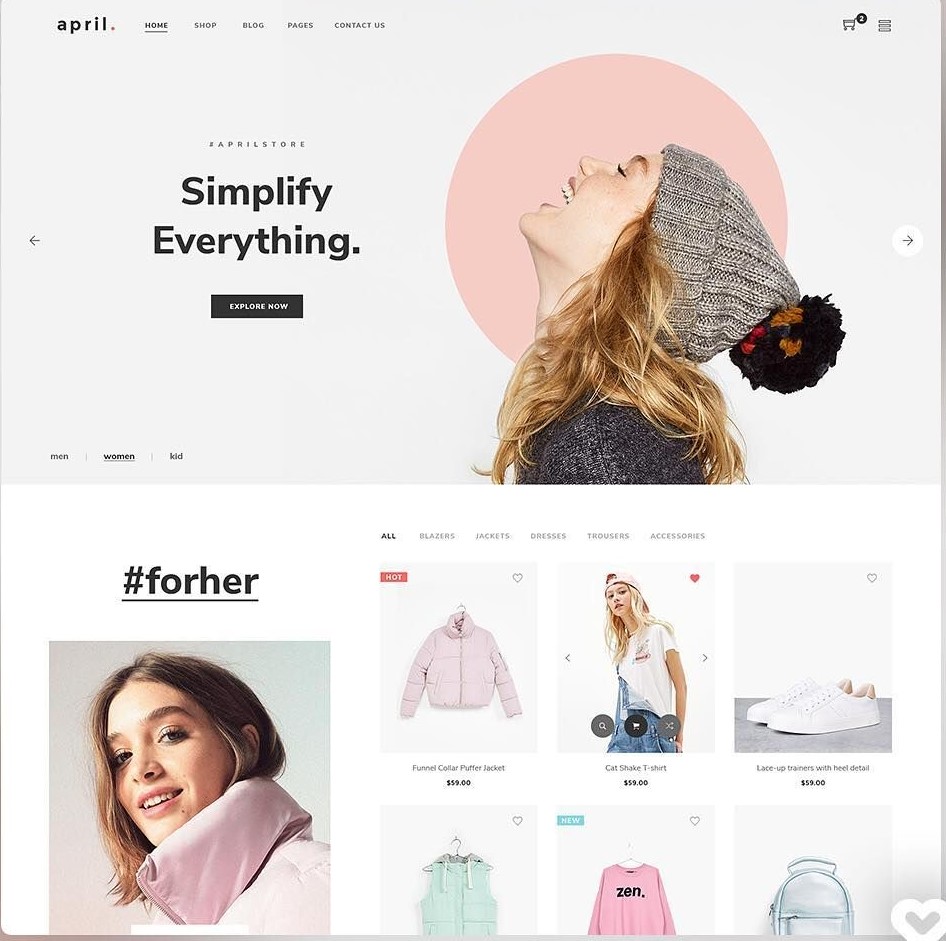 april.
HOME SHOP BLOG PAGES CONTACT US
2
#APRILSTORE
Simplify
Everything.
EXPLORE NOW
men | women | kid
ALL BLAZERS JACKETS DRESSES TROUSERS ACCESSORIES
#forher
HOT
Funnel Collar Puffer Jacket
$59.00
Cat Shake T-shirt
$59.00
Lace-up trainers with heel detail
$59.00
NEW
zen.